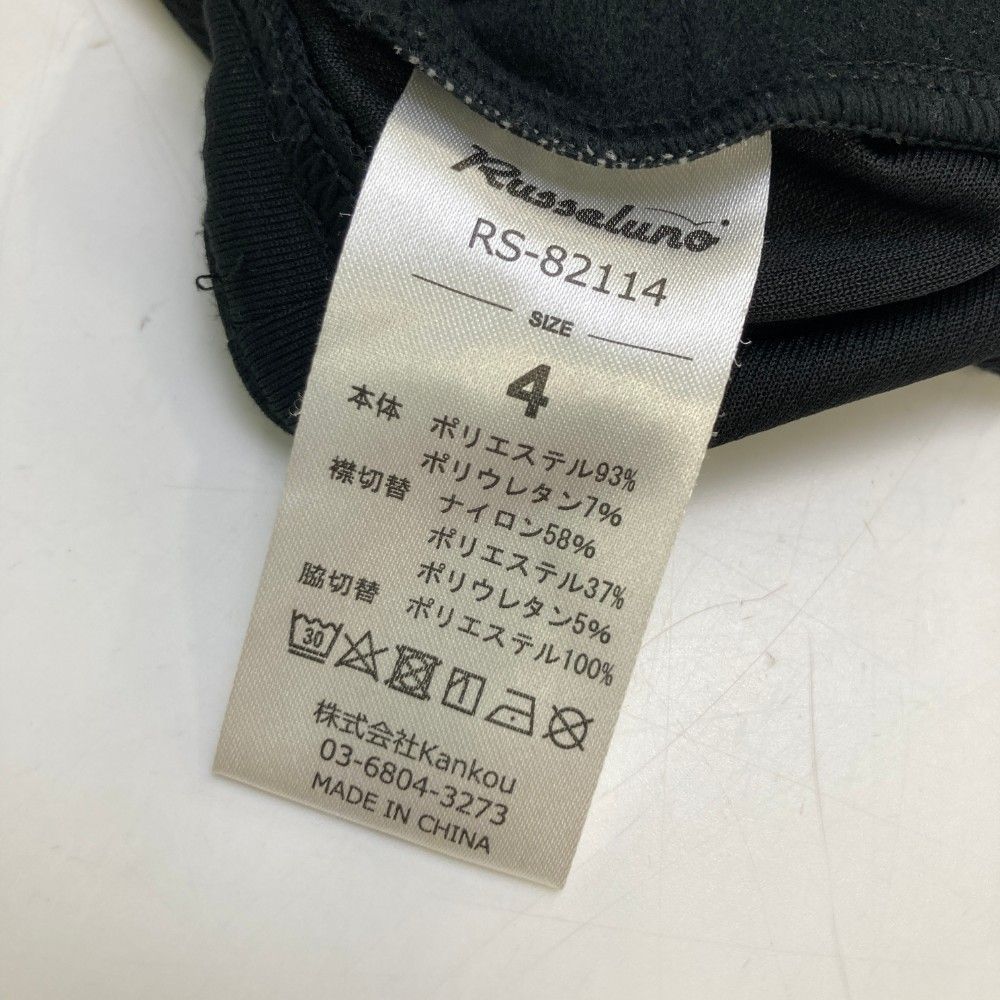 Russeluno
RS-82114
SIZE
4
本体 ポリエステル93%
ポリウレタン7%
襟切替 ナイロン58%
ポリエステル37%
ポリウレタン5%
脇切替 ポリエステル100%
30
株式会社Kankou
03-6804-3273
MADE IN CHINA